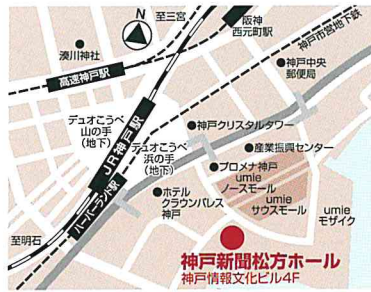 N
至三宮
阪神
西元町駅
神戸市営地下鉄
湊川神社
高速神戸駅
神戸中央
郵便局
デュオこうべ
山の手
(地下)
JR神戸駅
デュオこうべ
浜の手
(地下)
神戸クリスタルタワー
産業振興センター
プロメナ神戸
umie
ノースモール
umie
サウスモール
umie
モザイク
ハーバーランド駅
ホテル
クラウンパレス
神戸
至明石
神戸新聞松方ホール
神戸情報文化ビル4F